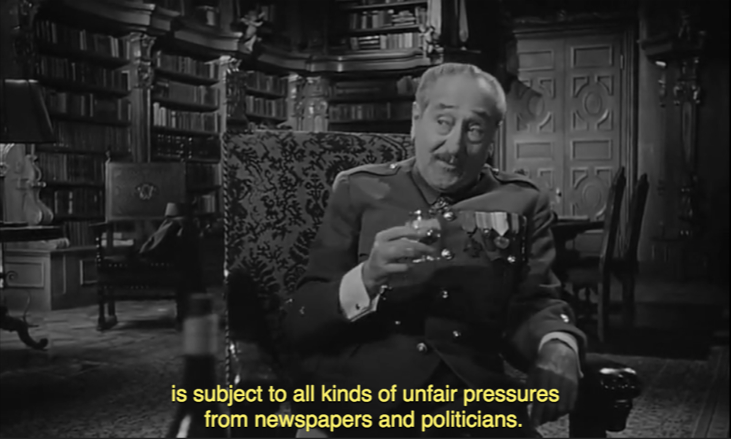 is subject to all kinds of unfair pressures
from newspapers and politicians.